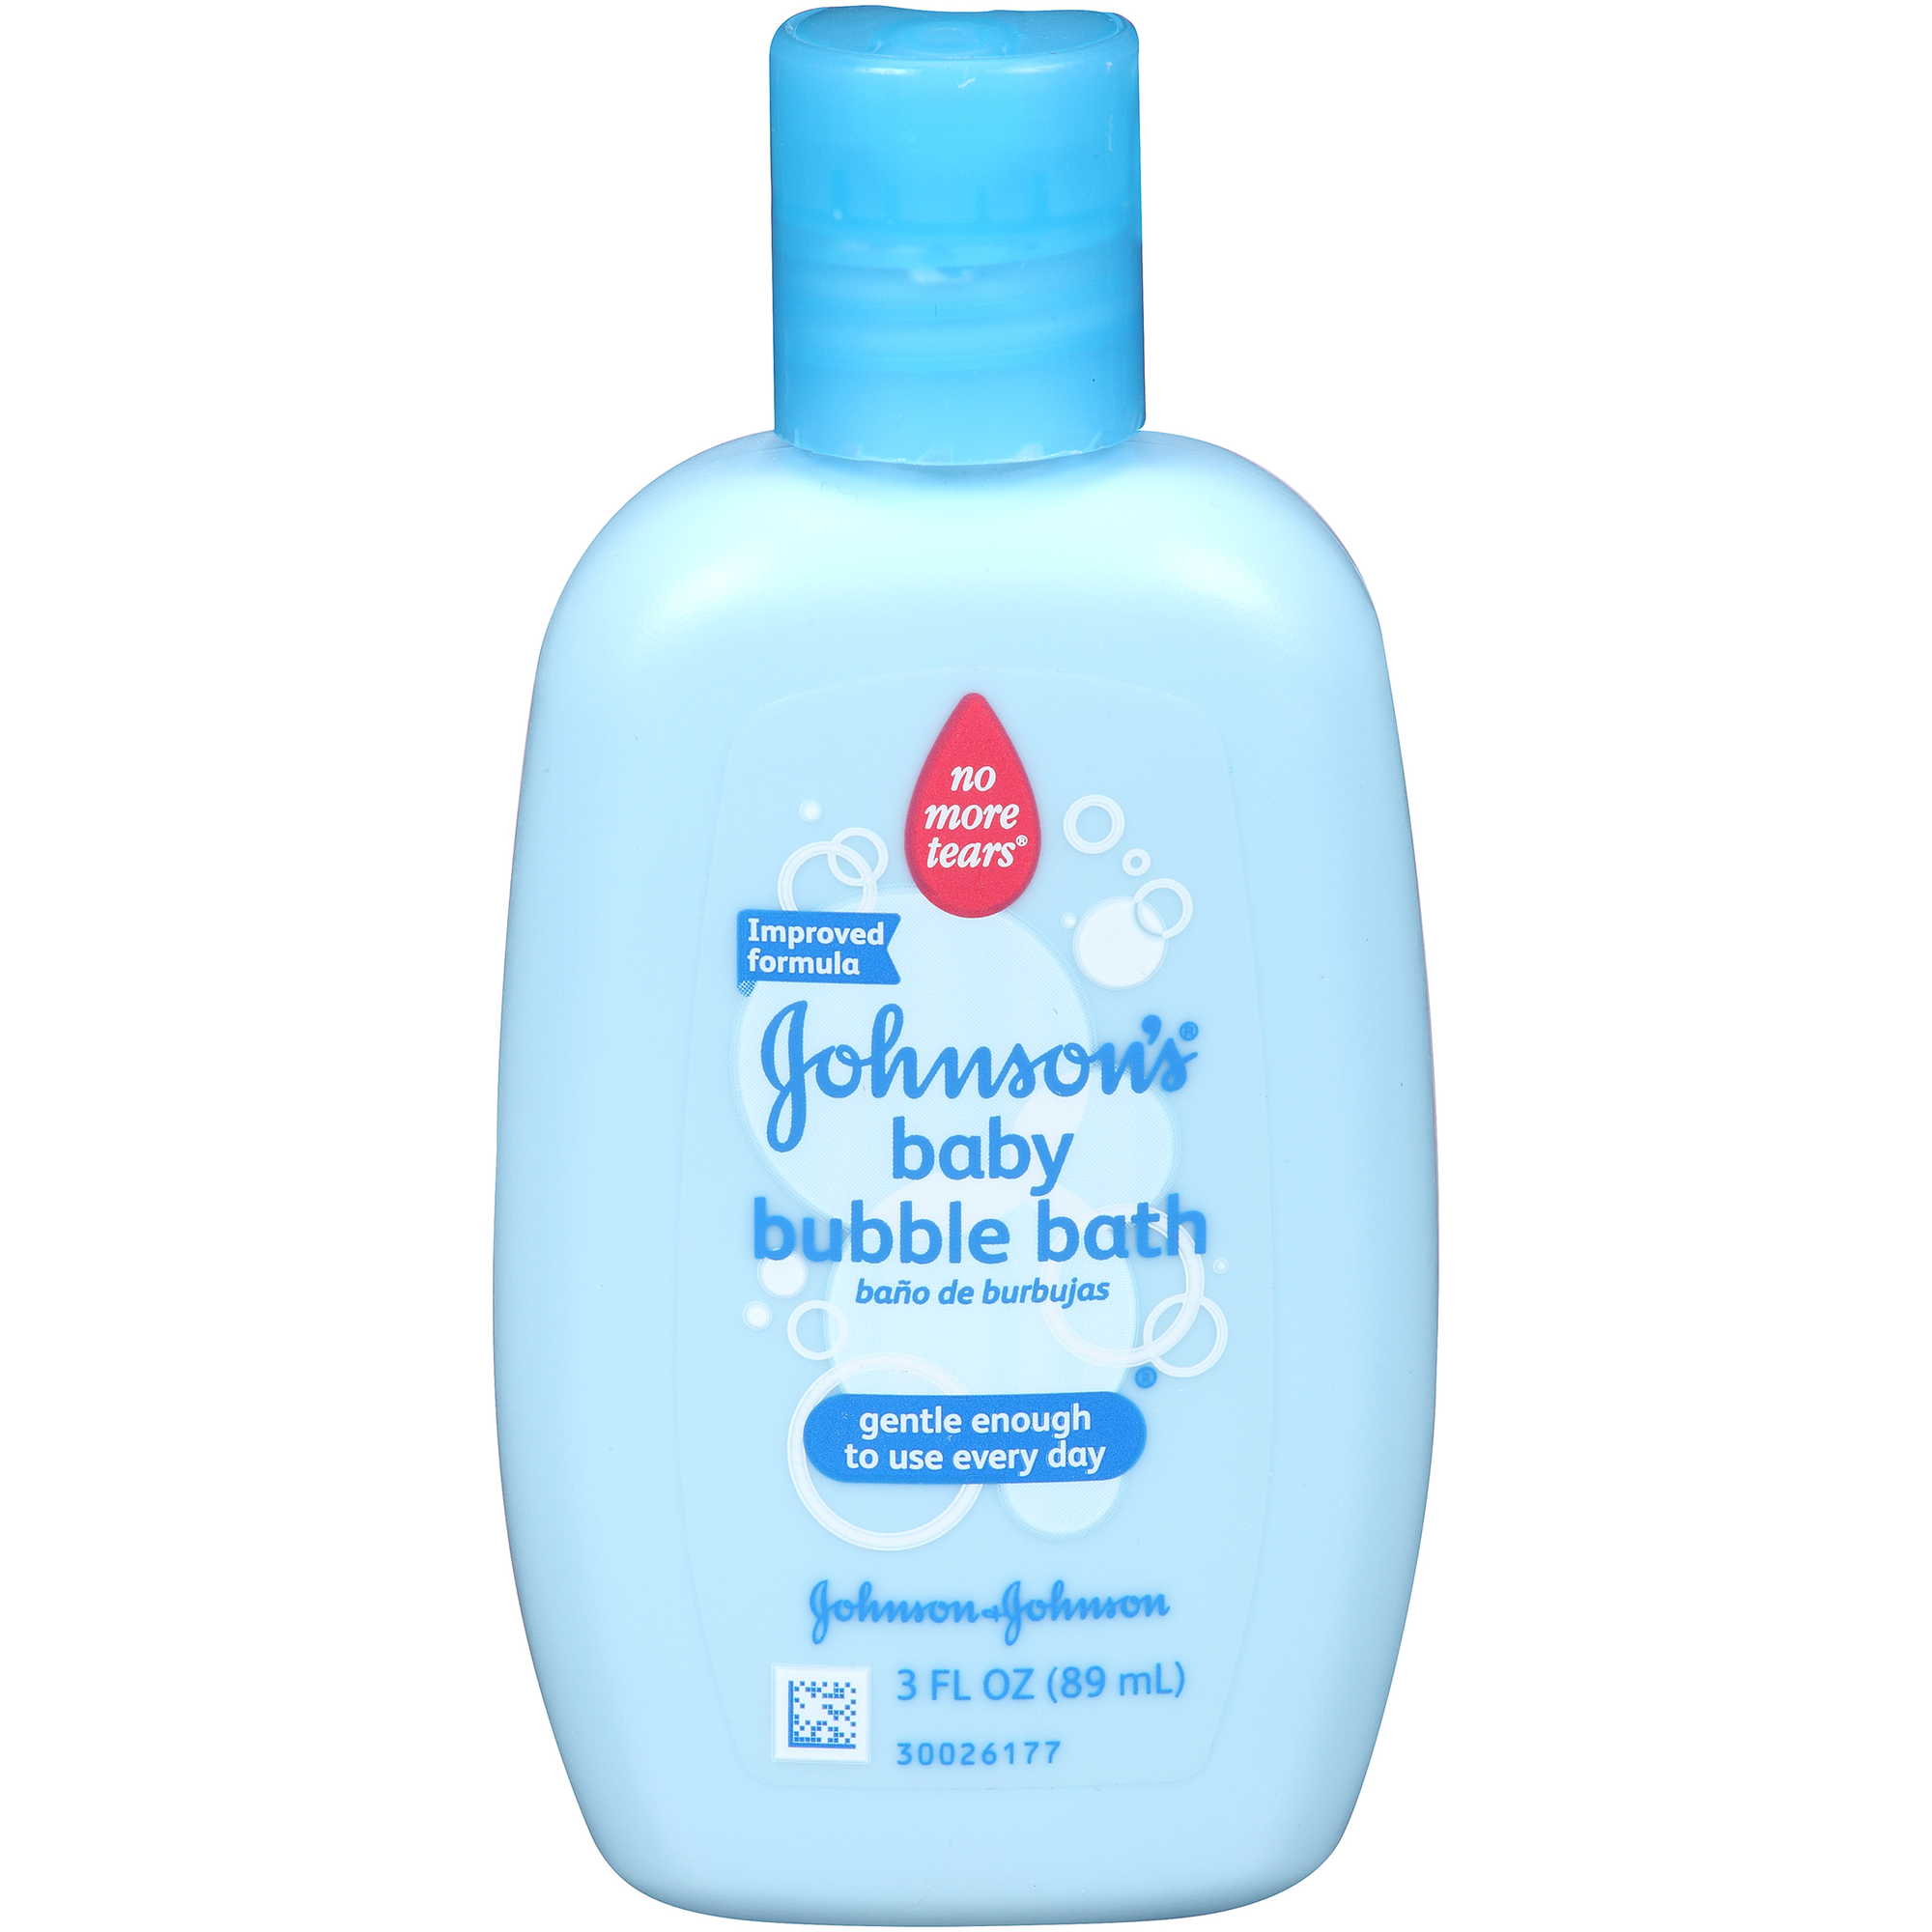 no
more
tears®
Improved
formula
Johnson's®
baby
bubble bath
baño de burbujas
®
gentle enough
to use every day
Johnson & Johnson
3 FL OZ (89 mL)
30026177